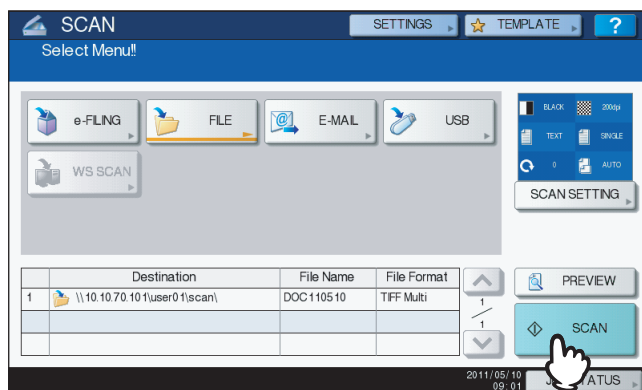 SCAN
SETTINGS
TEMPLATE
?
Select Menu!!
e-FILING
FILE
E-MAIL
USB
WS SCAN
BLACK
200dpi
TEXT
SINGLE
0
AUTO
SCAN SETTING
Destination File Name File Format
1 \\10.10.70.101\user01\scan\ DOC110510 TIFF Multi
1
1
PREVIEW
SCAN
2011/05/10
09:01
ATUS